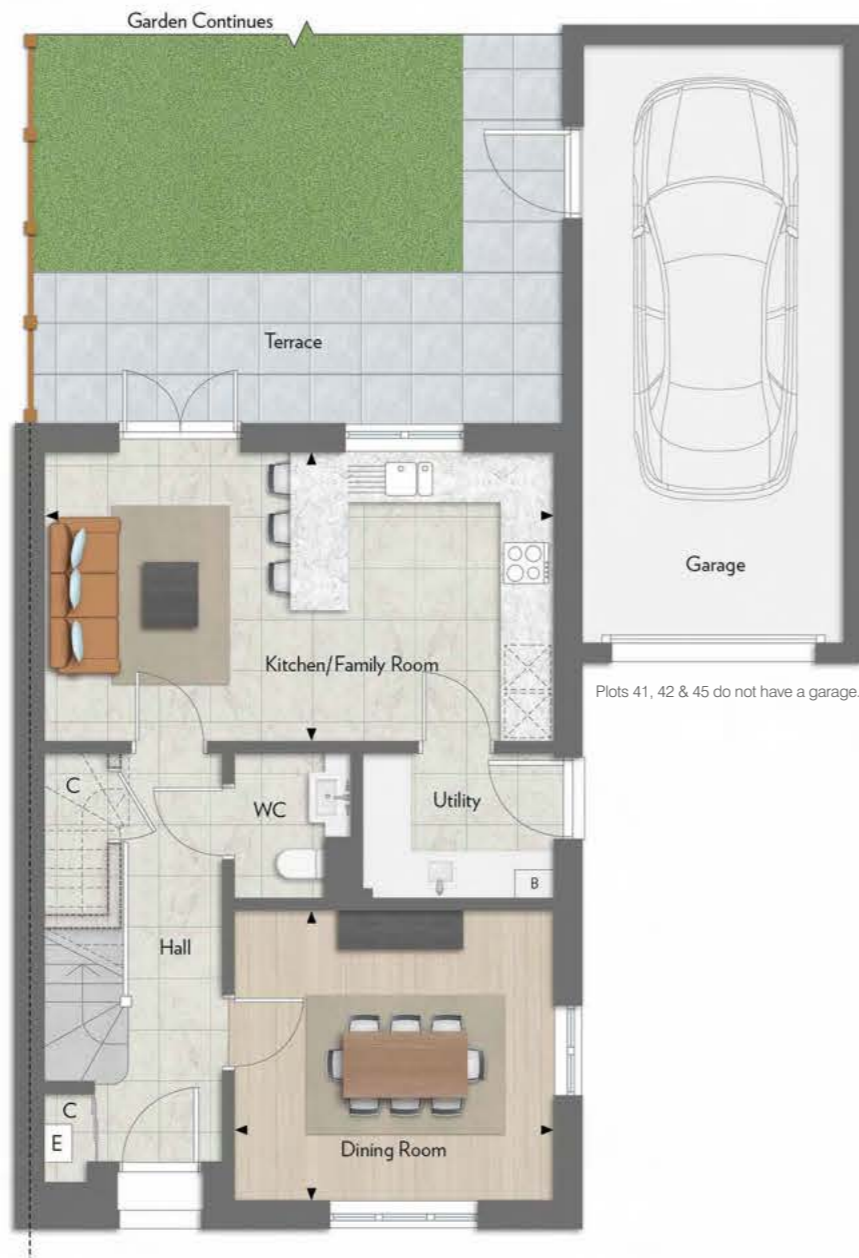 Garden Continues
Terrace
Garage
Kitchen/Family Room
Plots 41, 42 & 45 do not have a garage.
C
WC
Utility
B
Hall
C
E
Dining Room